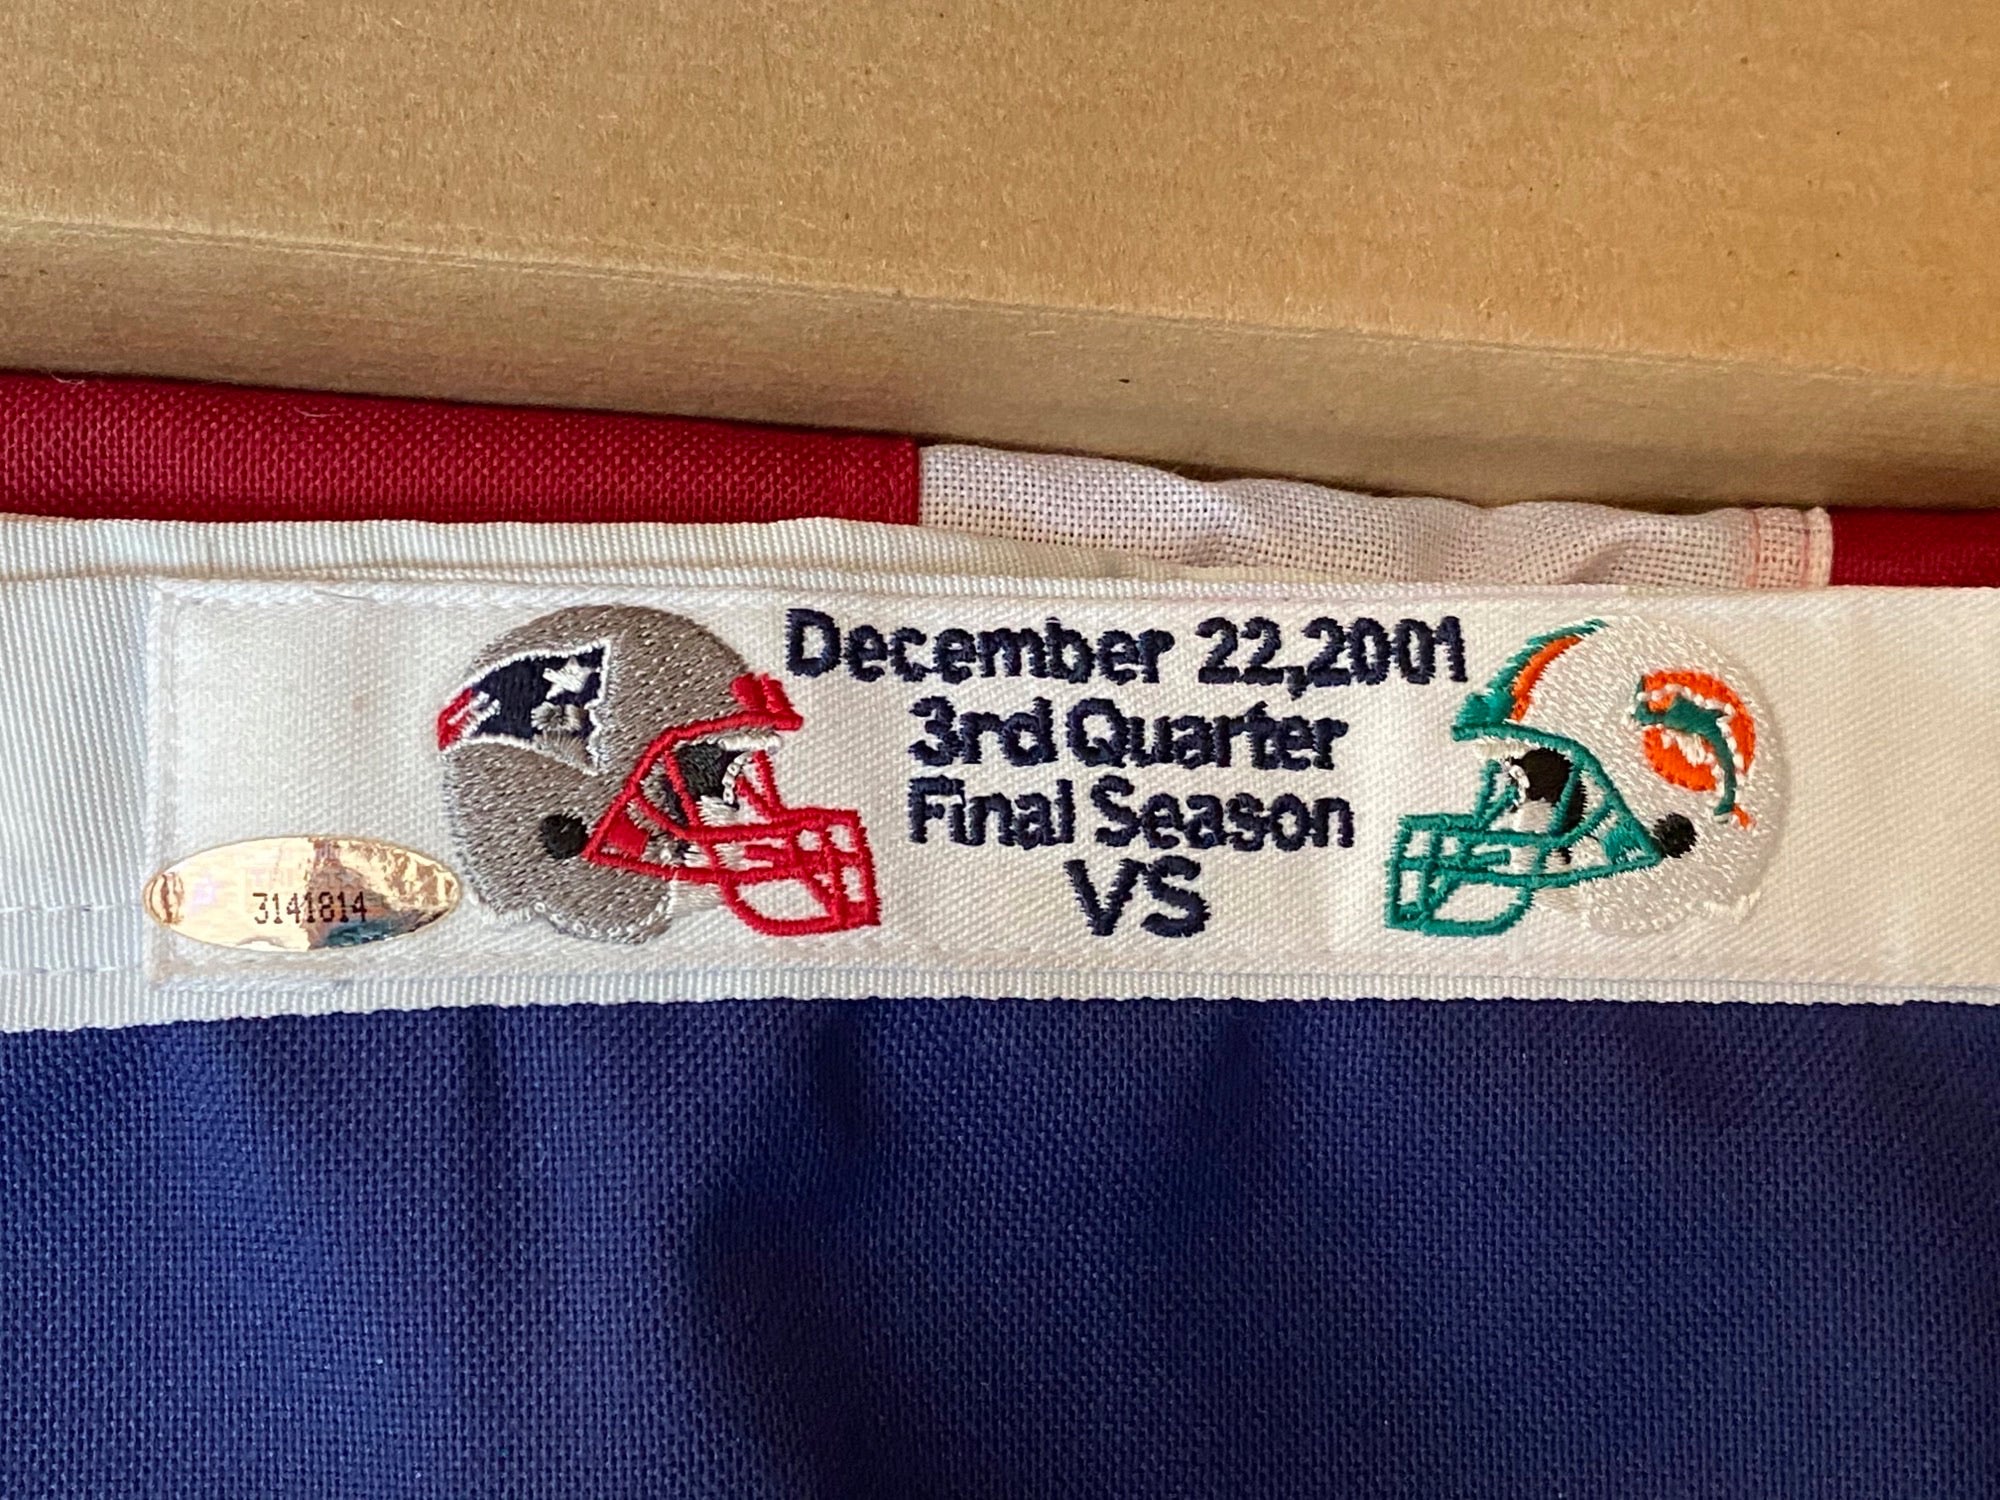 December 22,2001
3rd Quarter
Final Season
VS
3141814